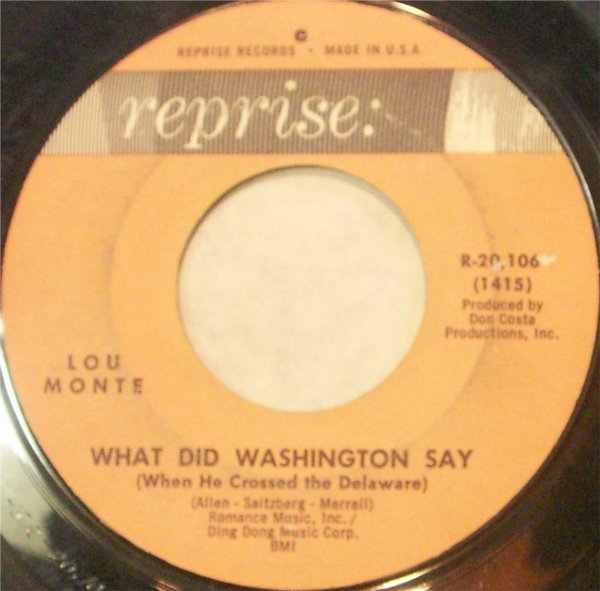 C
REPRISE RECORDS • MADE IN U.S.A.
reprise:
R-20,106
(1415)
Produced by
Don Costa
Productions, Inc.
LOU
MONTE
WHAT DID WASHINGTON SAY
(When He Crossed the Delaware)
(Allen - Saltzberg - Merrell)
Romance Music, Inc./
Ding Dong Music Corp.
BMI